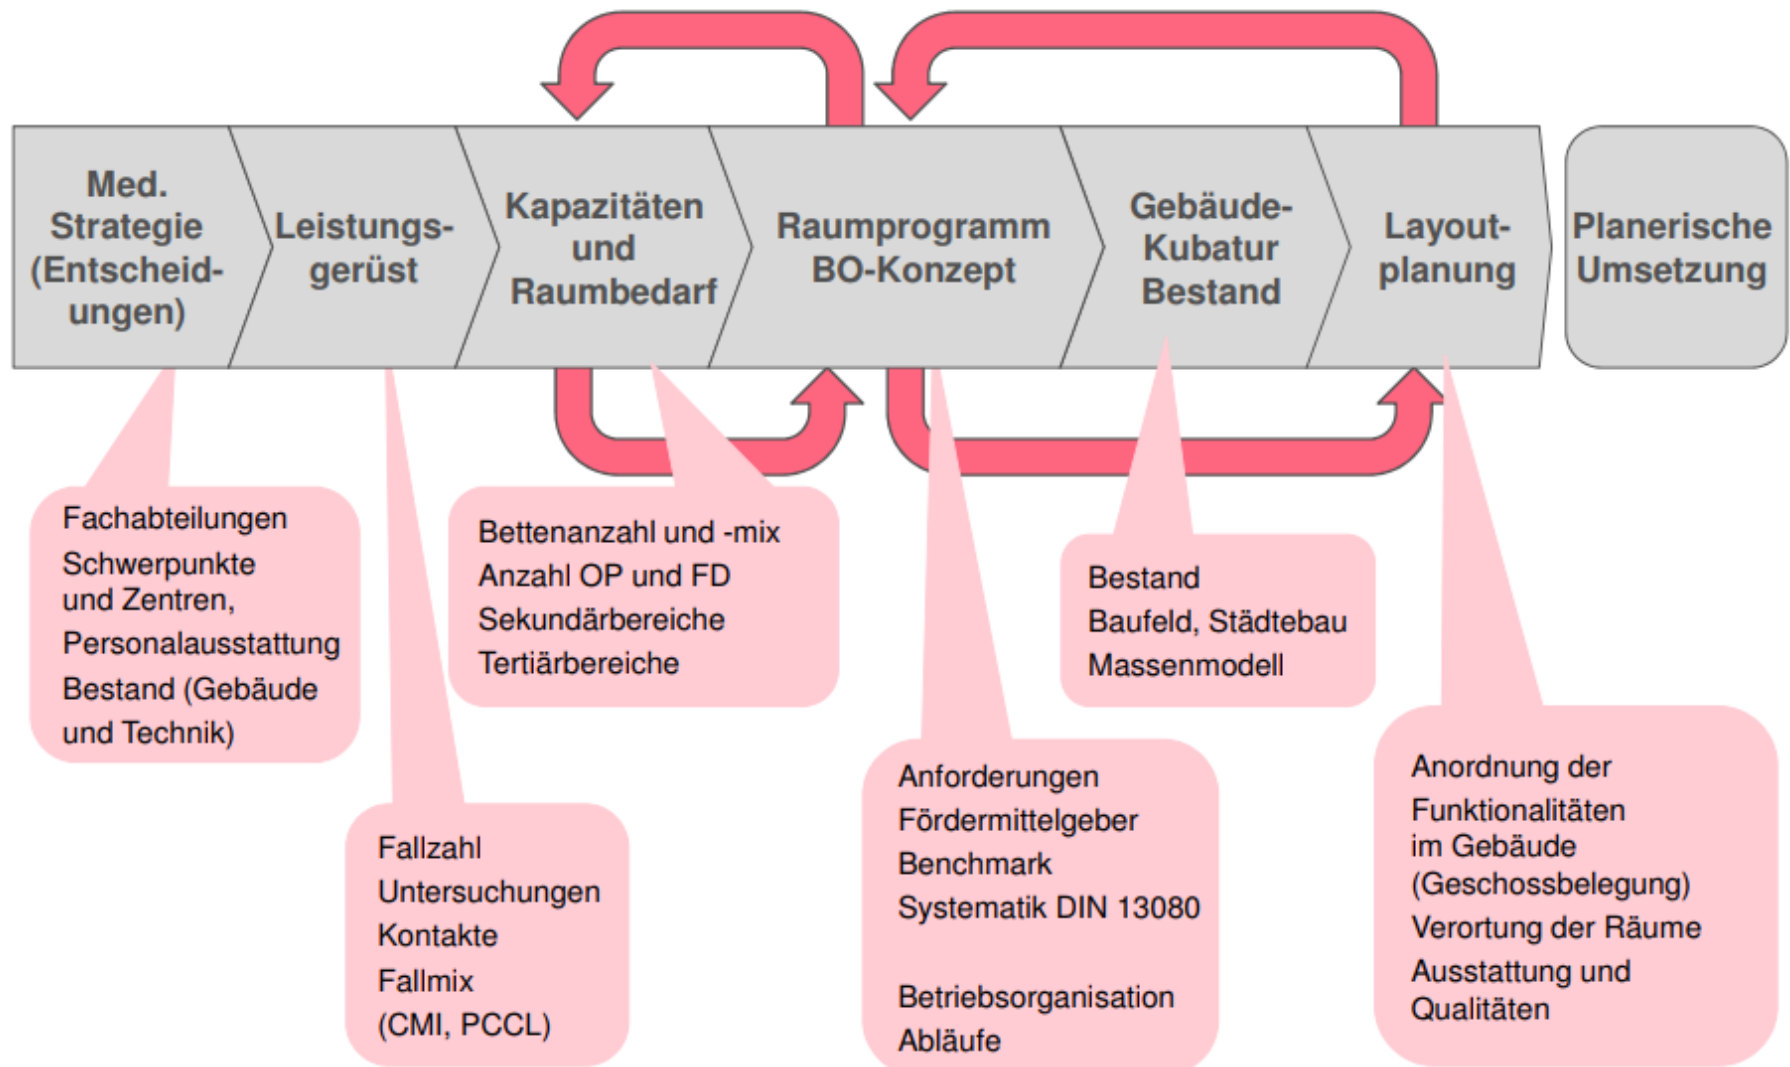 Med.
Strategie
(Entscheid-
ungen)
Leistungs-
gerüst
Kapazitäten
und
Raumbedarf
Raumprogramm
BO-Konzept
Gebäude-
Kubatur
Bestand
Layout-
planung
Planerische
Umsetzung
Fachabteilungen
Schwerpunkte
und Zentren,
Personalausstattung
Bestand (Gebäude
und Technik)
Fallzahl
Untersuchungen
Kontakte
Fallmix
(CMI, PCCL)
Bettenanzahl und -mix
Anzahl OP und FD
Sekundärbereiche
Tertiärbereiche
Anforderungen
Fördermittelgeber
Benchmark
Systematik DIN 13080
Betriebsorganisation
Abläufe
Bestand
Baufeld, Städtebau
Massenmodell
Anordnung der
Funktionalitäten
im Gebäude
(Geschossbelegung)
Verortung der Räume
Ausstattung und
Qualitäten